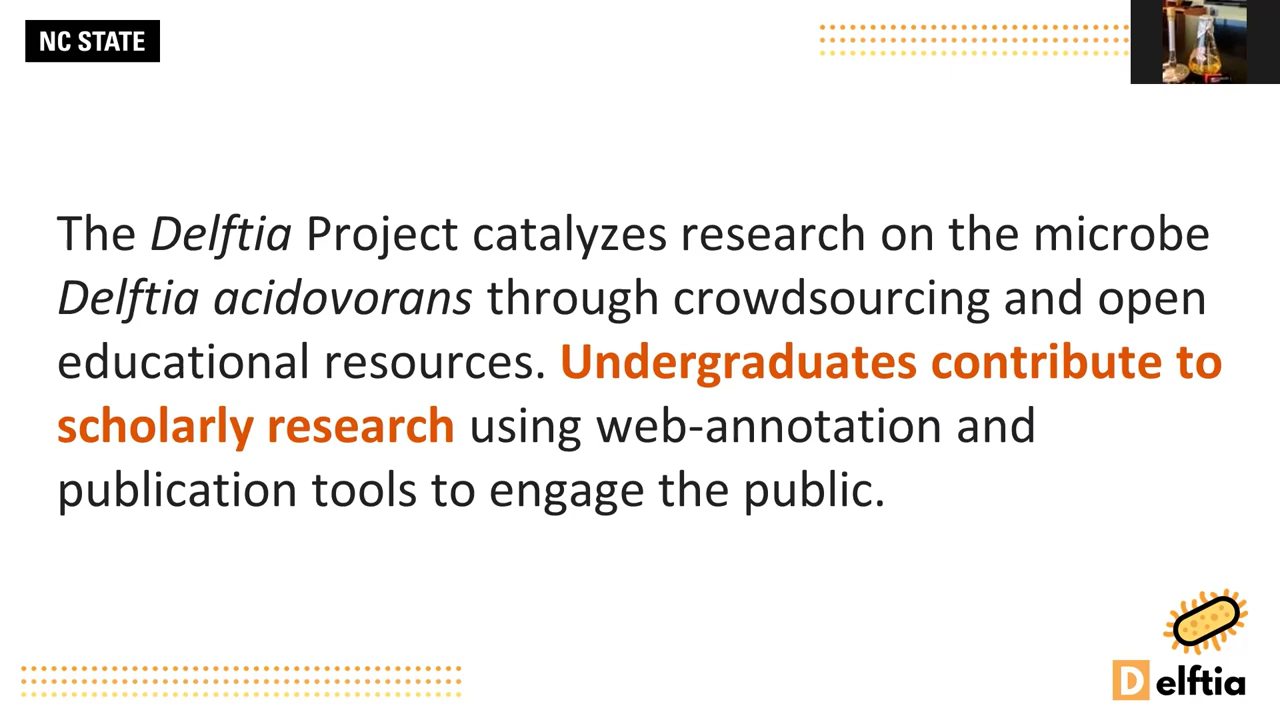 NC STATE
The Delftia Project catalyzes research on the microbe
Delftia acidovorans through crowdsourcing and open
educational resources. Undergraduates contribute to
scholarly research using web-annotation and
publication tools to engage the public.
Delftia